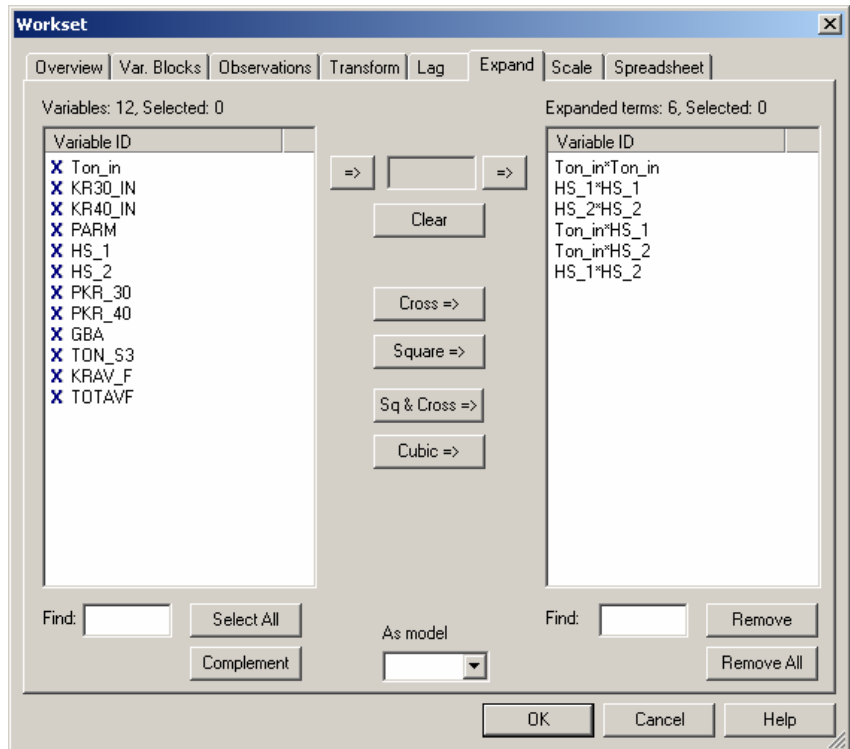 Workset
Overview Var. Blocks Observations Transform Lag Expand Scale Spreadsheet
Variables: 12, Selected: 0
Variable ID
X Ton_in
X KR30_IN
X KR40_IN
X PARM
X HS_1
X HS_2
X PKR_30
X PKR_40
X GBA
X TON_S3
X KRAV_F
X TOTAVF
Find:
Select All
Complement
=> =>
Clear
Cross =>
Square =>
Sq & Cross =>
Cubic =>
As model
Expanded terms: 6, Selected: 0
Variable ID
Ton_in*Ton_in
HS_1*HS_1
HS_2*HS_2
Ton_in*HS_1
Ton_in*HS_2
HS_1*HS_2
Find:
Remove
Remove All
OK Cancel Help